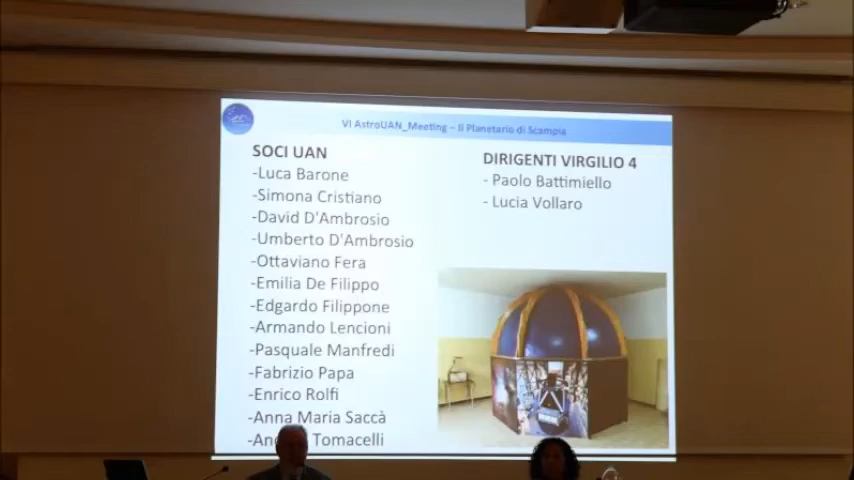 VI AstroUAN_Meeting – Il Planetario di Scampia
SOCI UAN
-Luca Barone
-Simona Cristiano
-David D'Ambrosio
-Umberto D'Ambrosio
-Ottaviano Fera
-Emilia De Filippo
-Edgardo Filippone
-Armando Lencioni
-Pasquale Manfredi
-Fabrizio Papa
-Enrico Rolfi
-Anna Maria Saccà
Tomacelli
DIRIGENTI VIRGILIO 4
- Paolo Battimiello
- Lucia Vollaro